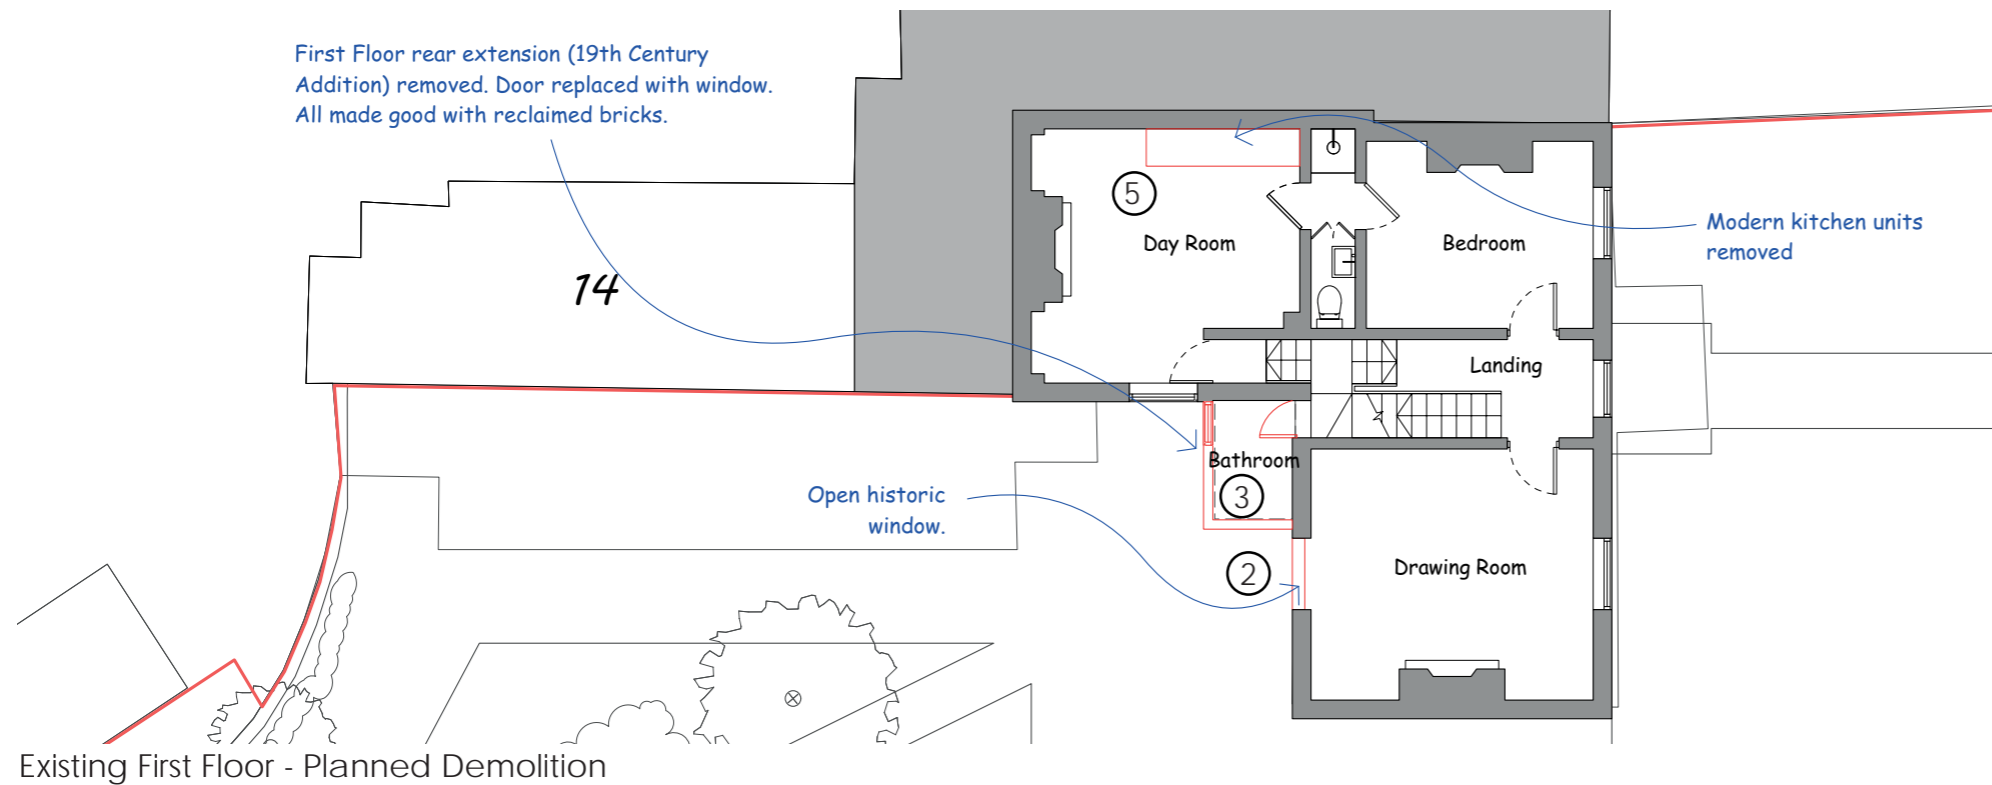 First Floor rear extension (19th Century
Addition) removed. Door replaced with window.
All made good with reclaimed bricks.
5
Day Room
Bedroom
Modern kitchen units
removed
14
Landing
Bathroom
3
Open historic
window.
2
Drawing Room
Existing First Floor - Planned Demolition